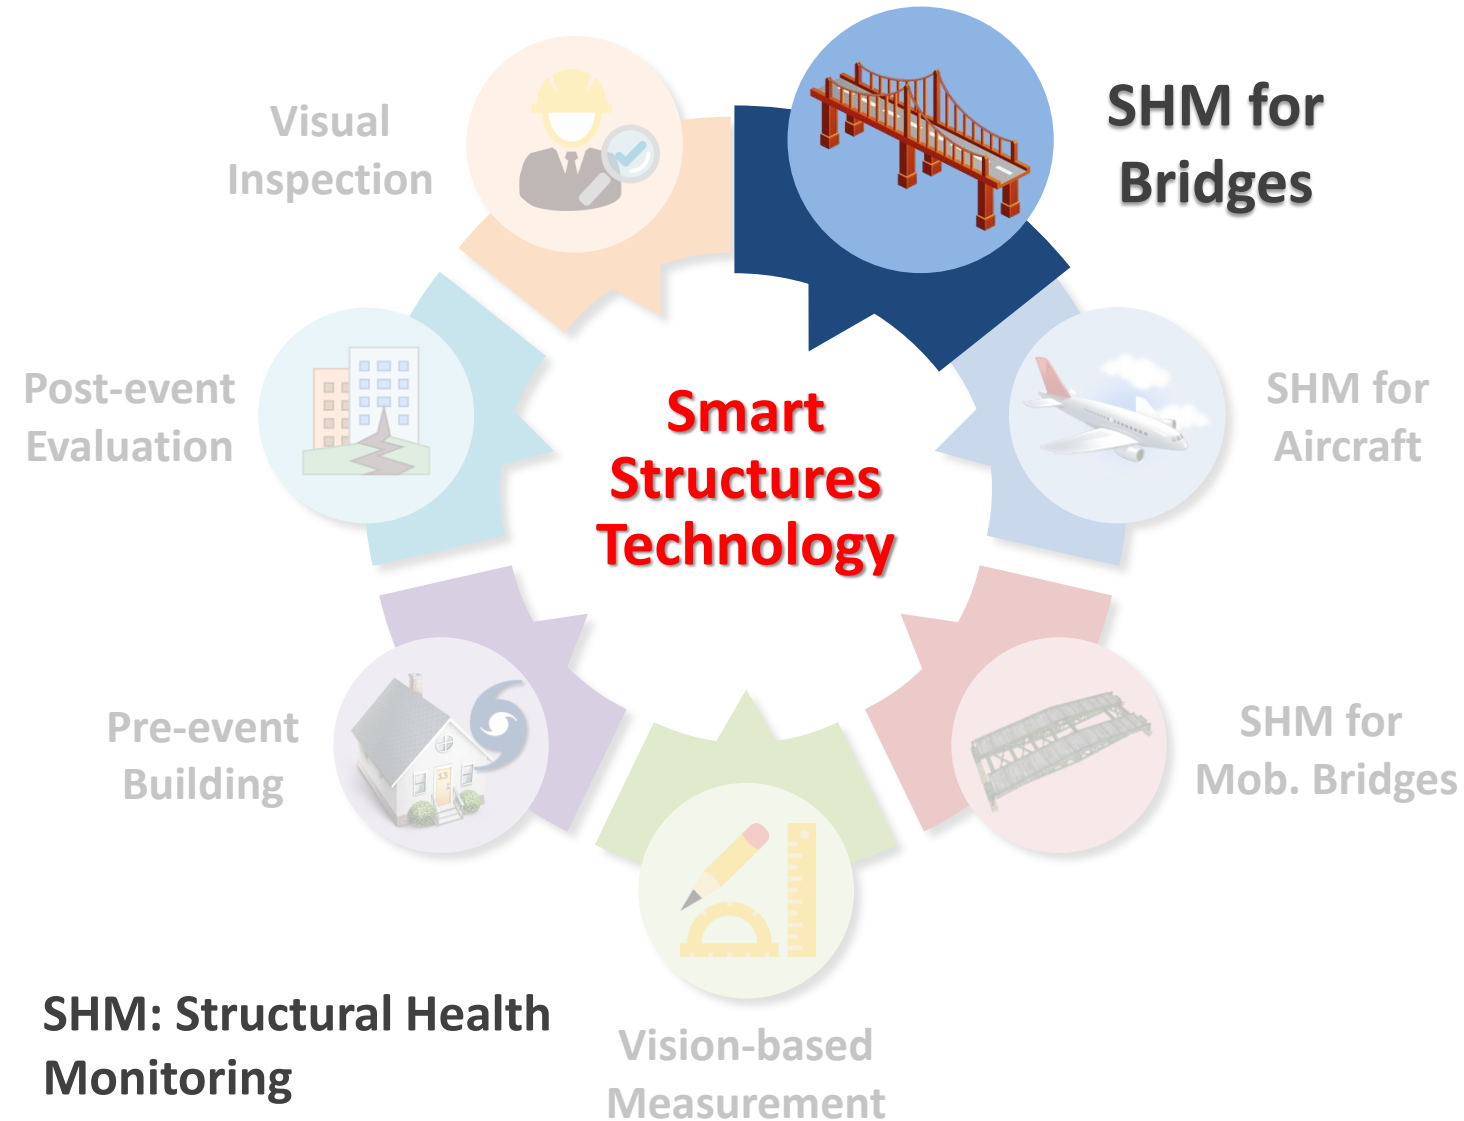 Visual
Inspection
SHM for
Bridges
Post-event
Evaluation
Smart
Structures
Technology
SHM for
Aircraft
Pre-event
Building
13
SHM for
Mob. Bridges
SHM: Structural Health
Monitoring
Vision-based
Measurement